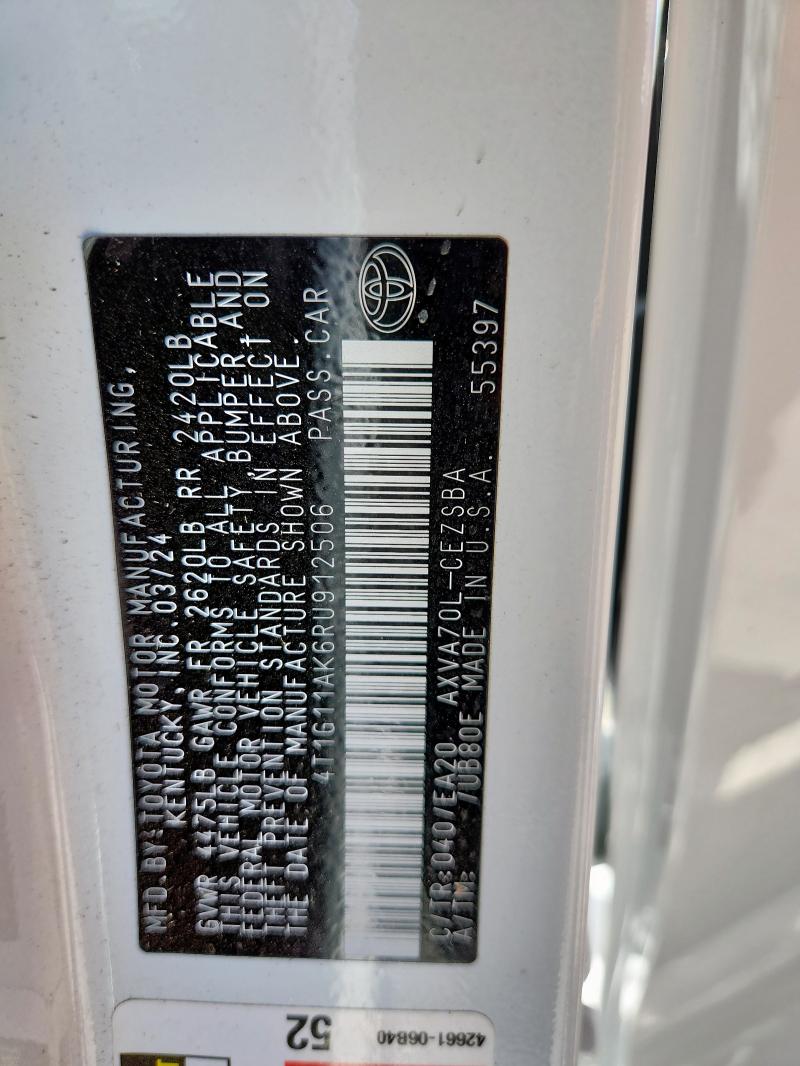 MFD.BY:TOYOTA MOTOR MANUFACTURING,
KENTUCKY, INC.03/24
GVWR 4475LB GAWR FR 2620LB RR 2420LB
THIS VEHICLE CONFORMS TO ALL APPLICABLE
FEDERAL MOTOR VEHICLE SAFETY,BUMPER,AND
THEFT PREVENTION STANDARDS IN EFFECT ON
THE DATE OF MANUFACTURE SHOWN ABOVE.
4T1G11AK6RU912506 PASS.CAR
C/TR:040/EA20 AXVA70L-CEZSBA
A/TM: /UB80E MADE IN U.S.A. 55397
52
42661-06B40